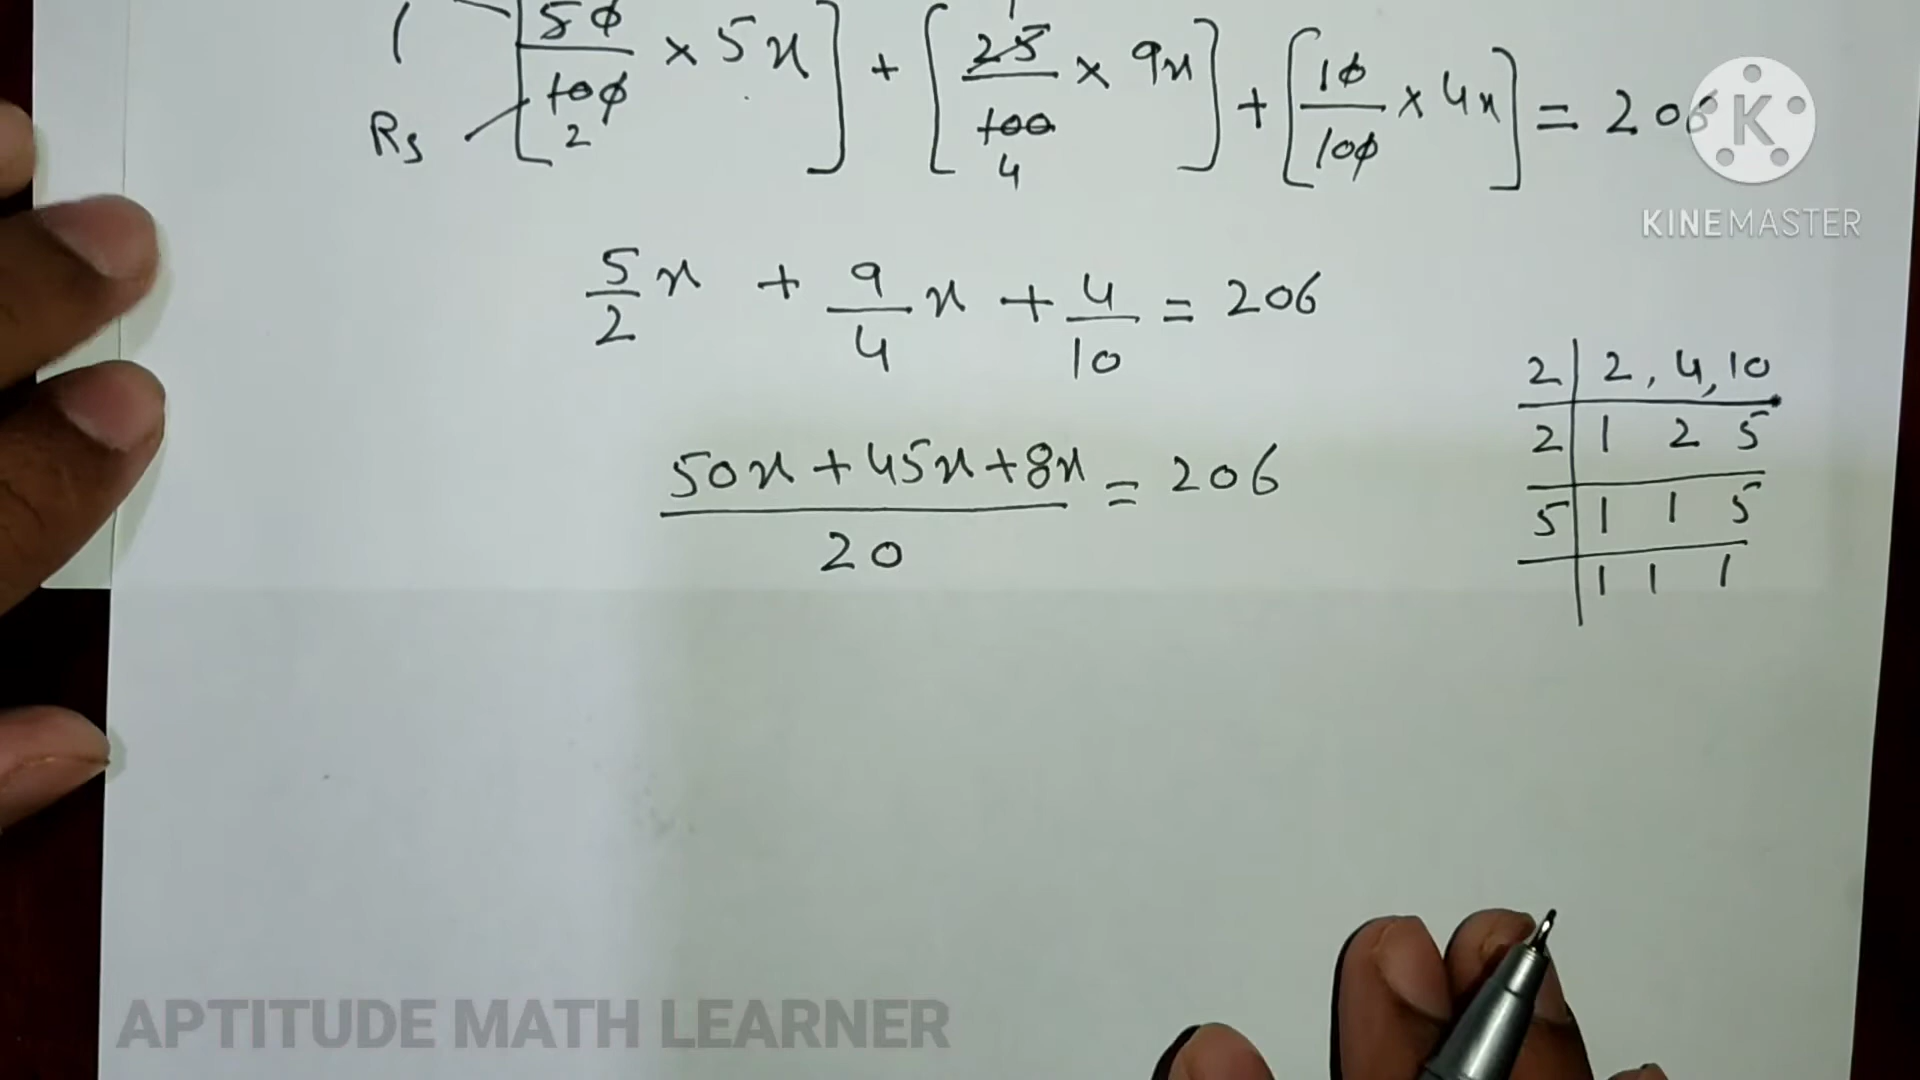 [50/100 × 5x] + [25/100 × 9x] + [10/100 × 4x] = 206
1
2
4
Rs
KINEMASTER
5/2 x + 9/4 x + 4/10 = 206
50x + 45x + 8x / 20 = 206
2 | 2, 4, 10
2 | 1 2 5
5 | 1 1 5
| 1 1 1
APTITUDE MATH LEARNER